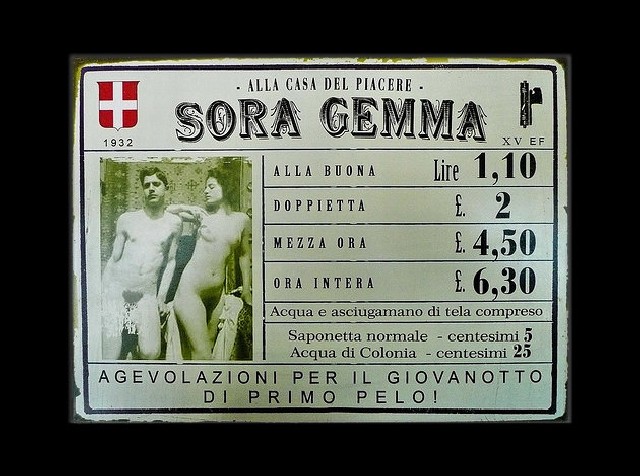 - ALLA CASA DEL PIACERE -
SORA GEMMA
1932
XV EF
ALLA BUONA Lire 1,10
DOPPIETTA £. 2
MEZZA ORA £. 4,50
ORA INTERA £. 6,30
Acqua e asciugamano di tela compreso
Saponetta normale - centesimi 5
Acqua di Colonia - centesimi 25
AGEVOLAZIONI PER IL GIOVANOTTO
DI PRIMO PELO!